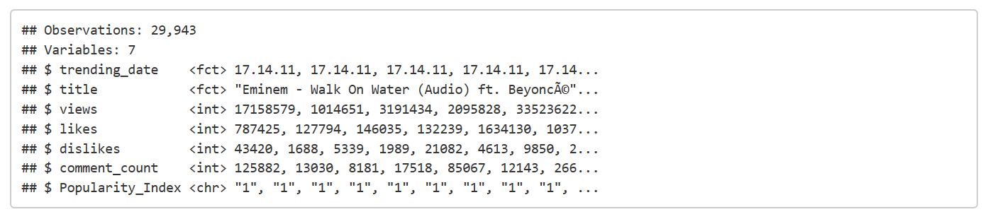 ## Observations: 29,943
## Variables: 7
## $ trending_date    <fct> 17.14.11, 17.14.11, 17.14.11, 17.14.11, 17.14...
## $ title            <fct> "Eminem - Walk On Water (Audio) ft. BeyoncÃ©"...
## $ views            <int> 17158579, 1014651, 3191434, 2095828, 33523622...
## $ likes            <int> 787425, 127794, 146035, 132239, 1634130, 1037...
## $ dislikes         <int> 43420, 1688, 5339, 1989, 21082, 4613, 9850, 2...
## $ comment_count    <int> 125882, 13030, 8181, 17518, 85067, 12143, 266...
## $ Popularity_Index <chr> "1", "1", "1", "1", "1", "1", "1", "1", "1", ...